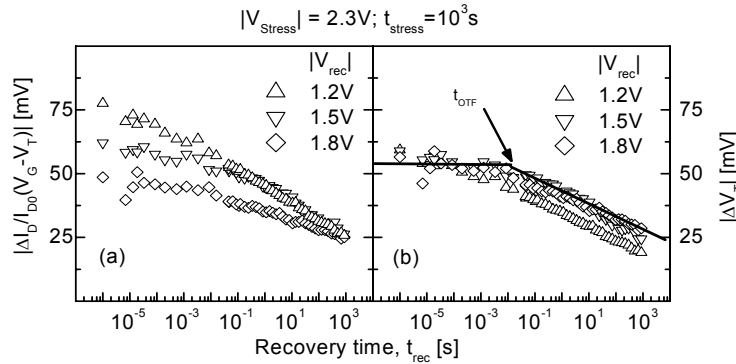 |V_Stress| = 2.3V; t_stress=10^3s
|ΔI_D/I_D0(V_G-V_T)| [mV]
75
50
25
|V_rec|
1.2V
1.5V
1.8V
(a)
10^-5 10^-3 10^-1 10^1 10^3
t_OTF
|V_rec|
1.2V
1.5V
1.8V
(b)
10^-5 10^-3 10^-1 10^1 10^3
75
50
25
|ΔV_T| [mV]
Recovery time, t_rec [s]